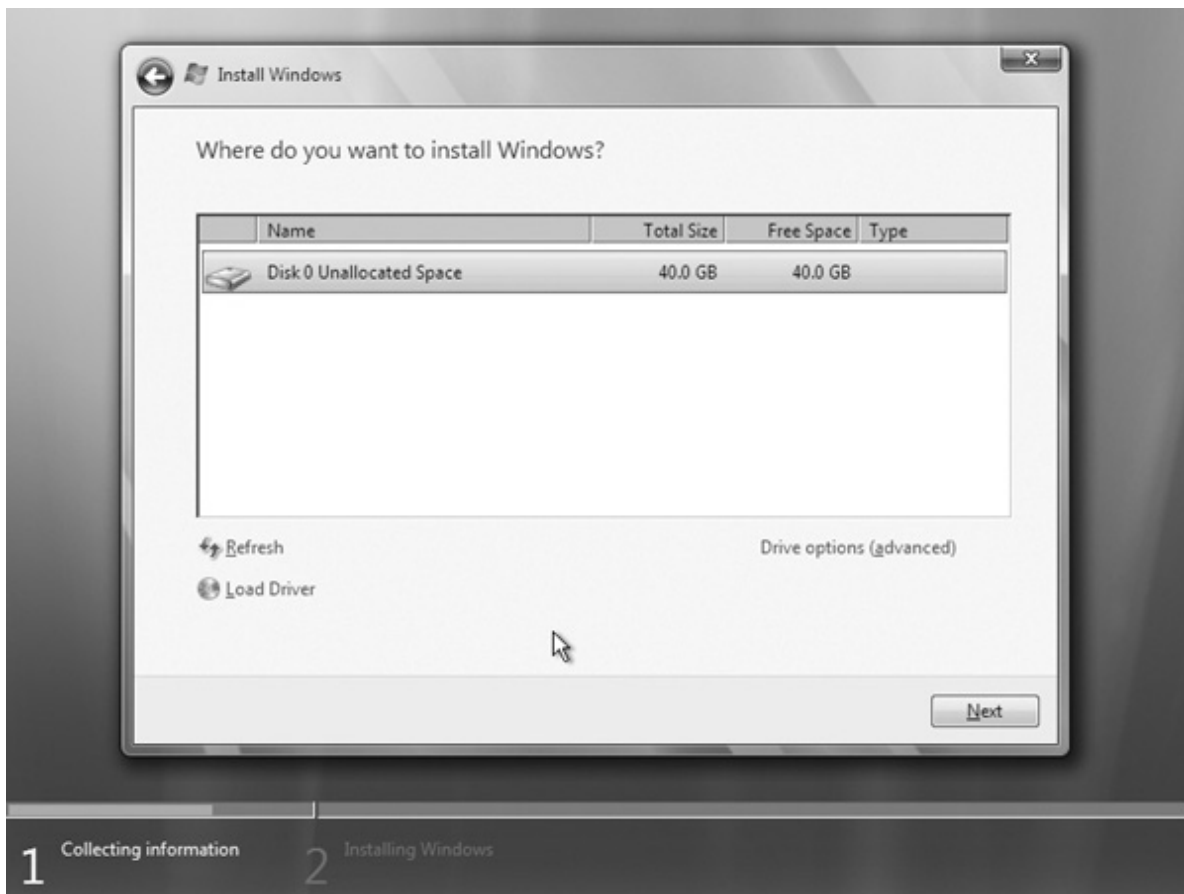 Install Windows
Where do you want to install Windows?
Name Total Size Free Space Type
Disk 0 Unallocated Space 40.0 GB 40.0 GB
Refresh Drive options (advanced)
Load Driver
Next
1 Collecting information 2 Installing Windows